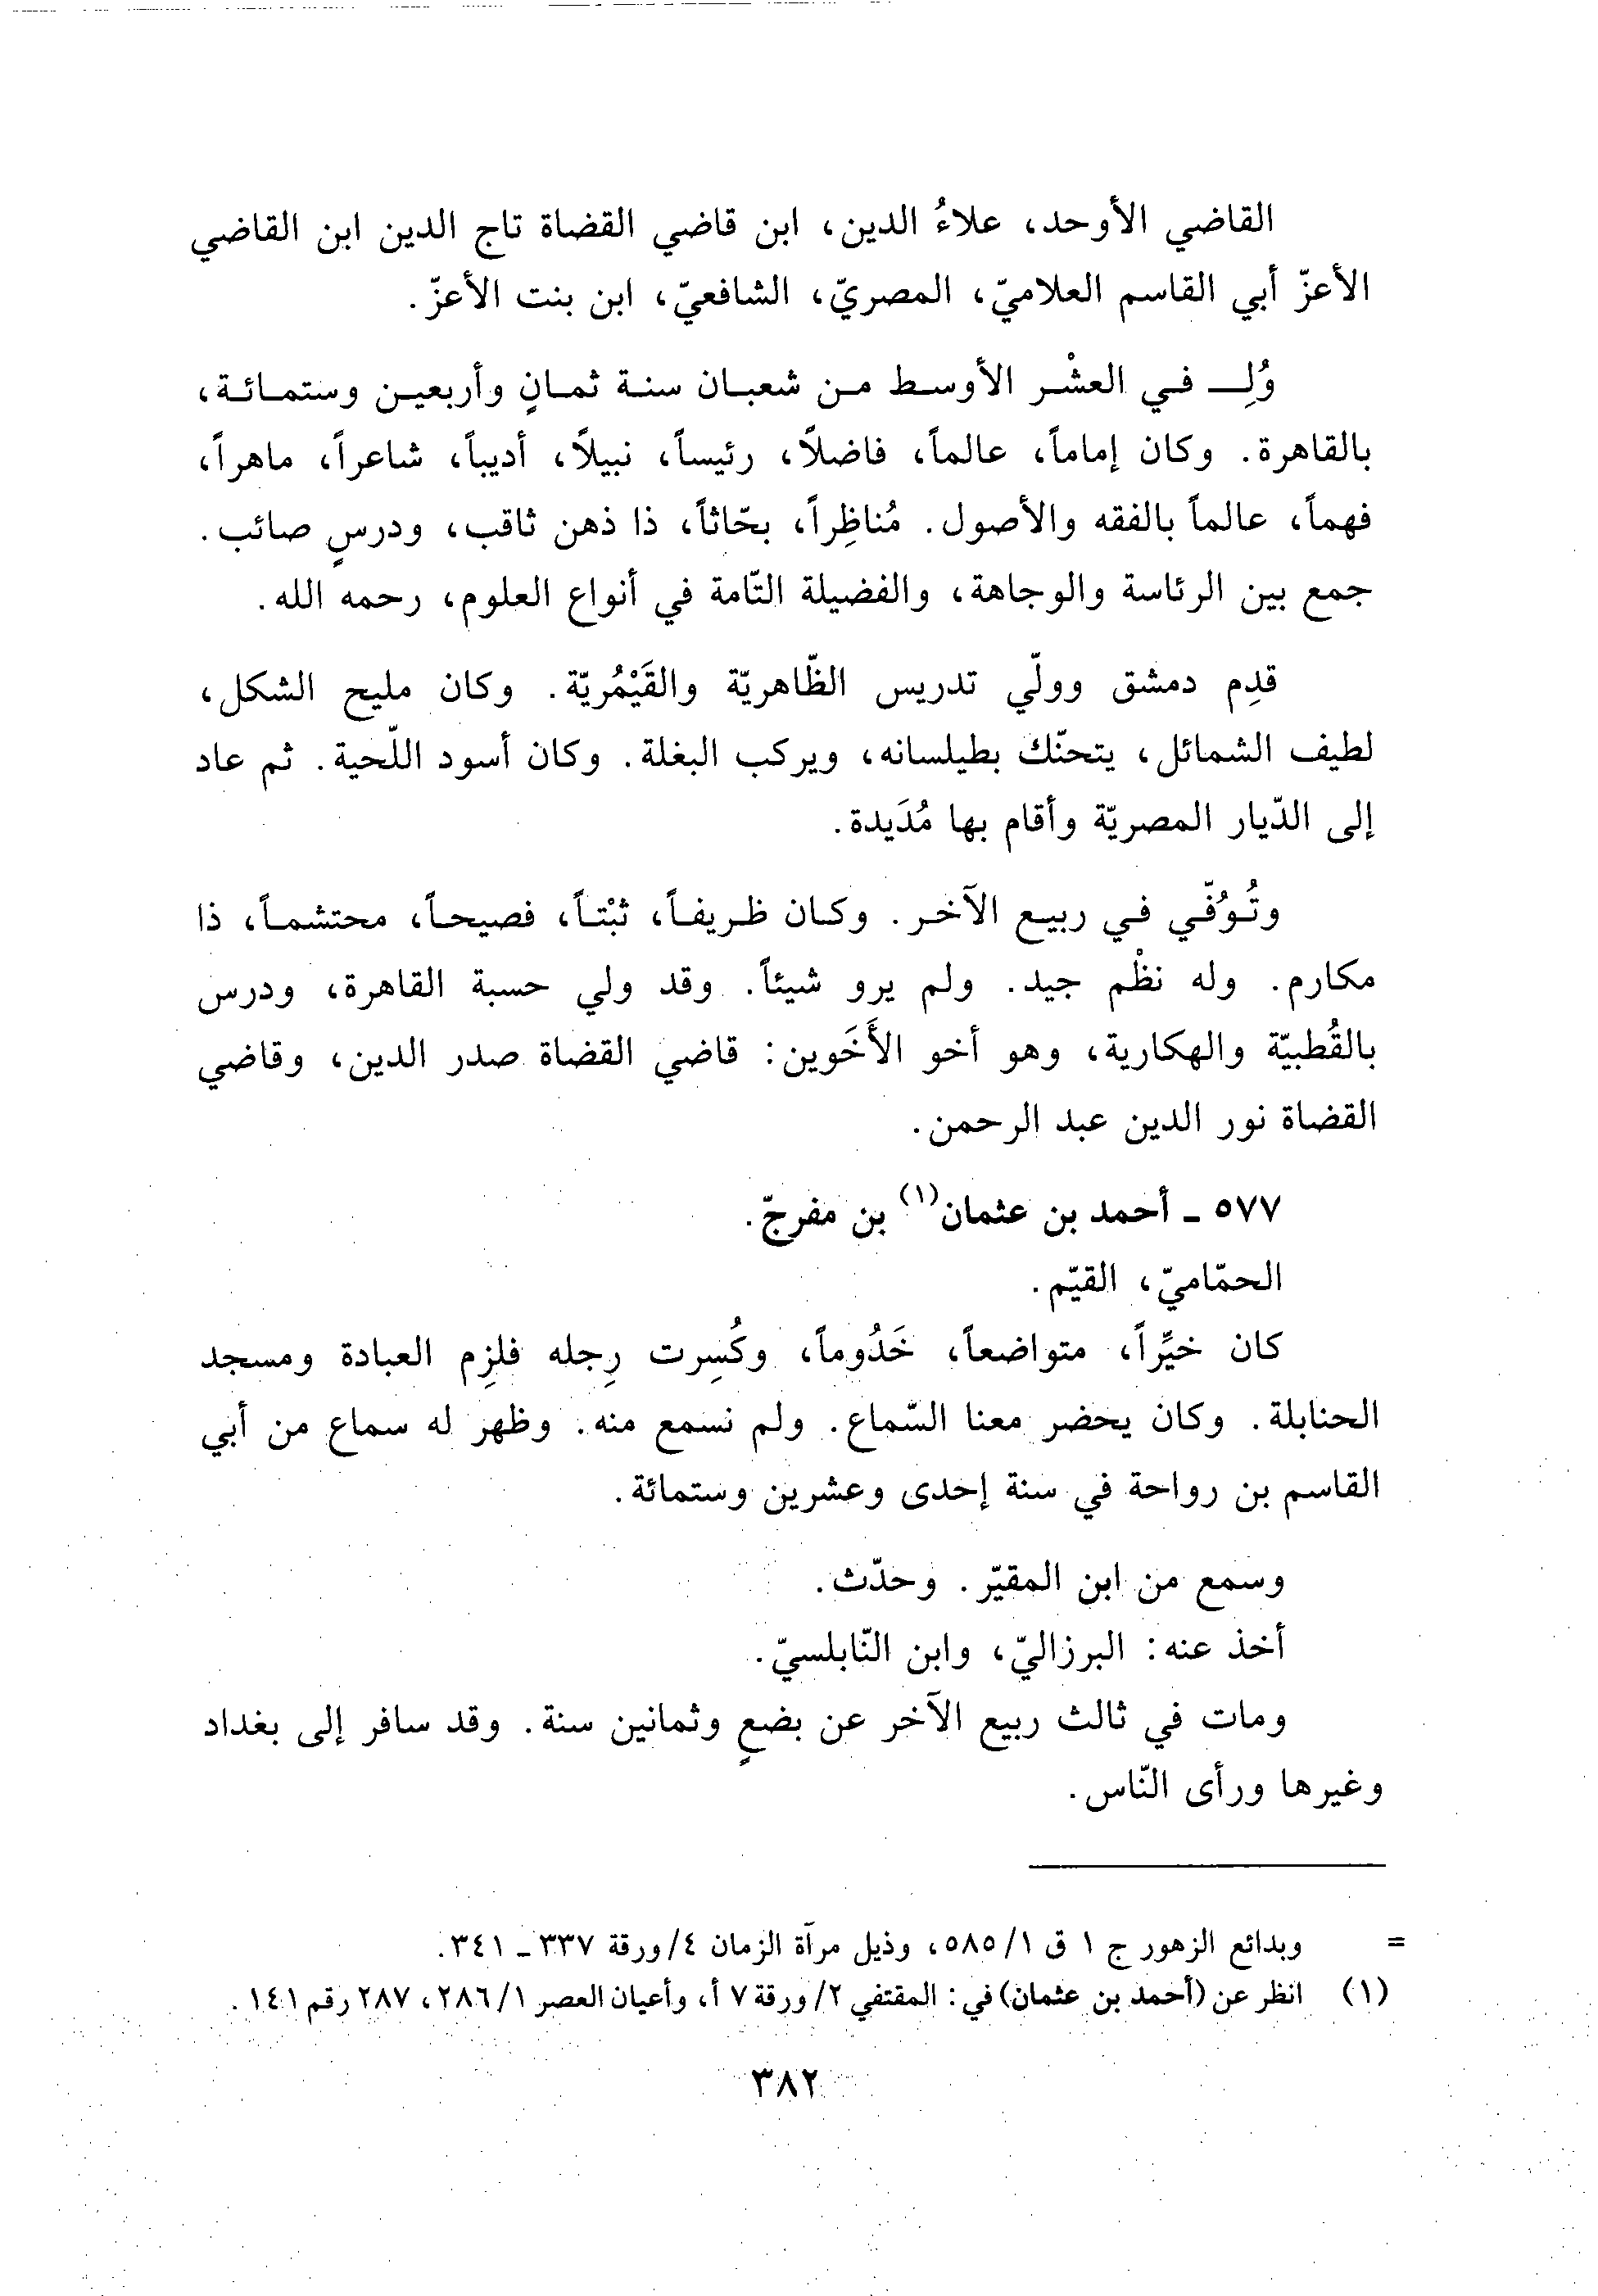 القاضي الأوحد، علاءُ الدين، ابن قاضي القضاة تاج الدين ابن القاضي
الأعزّ أبي القاسم العلاميّ، المصريّ، الشافعيّ، ابن بنت الأعزّ.
وُلِـــ في العشْر الأوسط من شعبان سنة ثمانٍ وأربعين وستمائة،
بالقاهرة. وكان إماماً، عالماً، فاضلاً، رئيساً، نبيلاً، أديباً، شاعراً، ماهراً،
فهماً، عالماً بالفقه والأصول. مُناظِراً، بحّاثاً، ذا ذهن ثاقب، ودرسٍ صائب.
جمع بين الرئاسة والوجاهة، والفضيلة التّامة في أنواع العلوم، رحمه الله.
قدِم دمشق وولّي تدريس الظّاهريّة والقَيْمُريّة. وكان مليح الشكل،
لطيف الشمائل، يتحنّك بطيلسانه، ويركب البغلة. وكان أسود اللّحية. ثم عاد
إلى الدّيار المصريّة وأقام بها مُدَيدة.
وتُوُفّي في ربيع الآخر. وكان ظريفاً، ثبْتاً، فصيحاً، محتشماً، ذا
مكارم. وله نظْم جيد. ولم يرو شيئاً. وقد ولي حسبة القاهرة، ودرس
بالقُطبيّة والهكارية، وهو أخو الأَخَوين: قاضي القضاة صدر الدين، وقاضي
القضاة نور الدين عبد الرحمن.
٥٧٧ ـ أحمد بن عثمان(١) بن مفرجّ.
الحمّاميّ، القيّم.
كان خيِّراً، متواضعاً، خَدُوماً، وكُسِرت رِجله فلزِم العبادة ومسجد
الحنابلة. وكان يحضر معنا السّماع. ولم نسمع منه. وظهر له سماع من أبي
القاسم بن رواحة في سنة إحدى وعشرين وستمائة.
وسمع من ابن المقيّر. وحدّث.
أخذ عنه: البرزاليّ، وابن النّابلسيّ.
ومات في ثالث ربيع الآخر عن بضعٍ وثمانين سنة. وقد سافر إلى بغداد
وغيرها ورأى النّاس.
= وبدائع الزهور ج ١ ق ١/ ٥٨٥، وذيل مرآة الزمان ٤/ ورقة ٣٣٧ ـ ٣٤١.
(١) انظر عن (أحمد بن عثمان) في: المقتفي ٢/ ورقة ٧ أ، وأعيان العصر ١/ ٢٨٦، ٢٨٧ رقم ١٤١.
٣٨٢